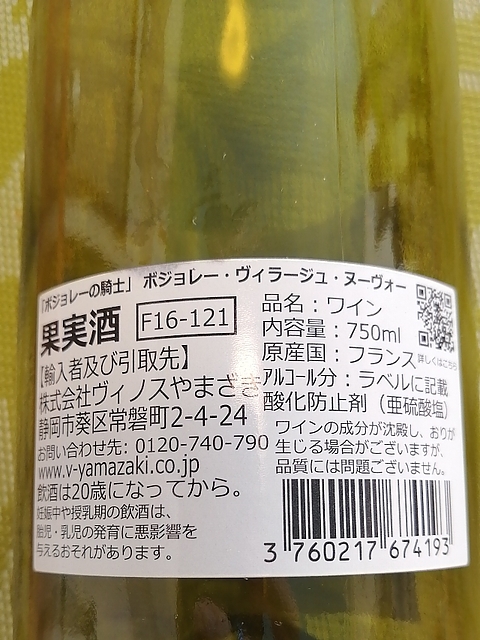 「ボジョレーの騎士」 ボジョレー・ヴィラージュ・ヌーヴォー
果実酒 F16-121
【輸入者及び引取先】
株式会社ヴィノスやまざき
静岡市葵区常磐町2-4-24
お問い合わせ先: 0120-740-790
www.v-yamazaki.co.jp
飲酒は20歳になってから。
妊娠中や授乳期の飲酒は、
胎児・乳児の発育に悪影響を
与えるおそれがあります。
品名：ワイン
内容量：750ml
原産国：フランス
詳しくはこちら
アルコール分：ラベルに記載
酸化防止剤（亜硫酸塩）
ワインの成分が沈殿し、おりが
生じる場合がございますが、
品質には問題ございません。
3 760217 674193